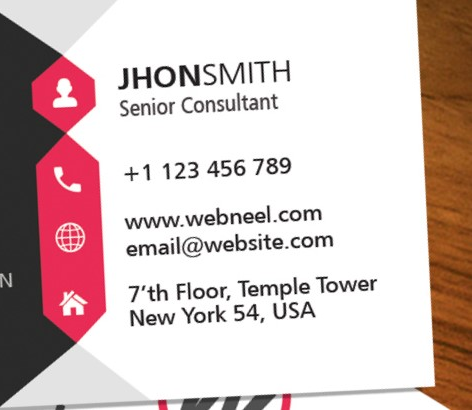 JHONSMITH
Senior Consultant
+1 123 456 789
www.webneel.com
email@website.com
7'th Floor, Temple Tower
New York 54, USA
N